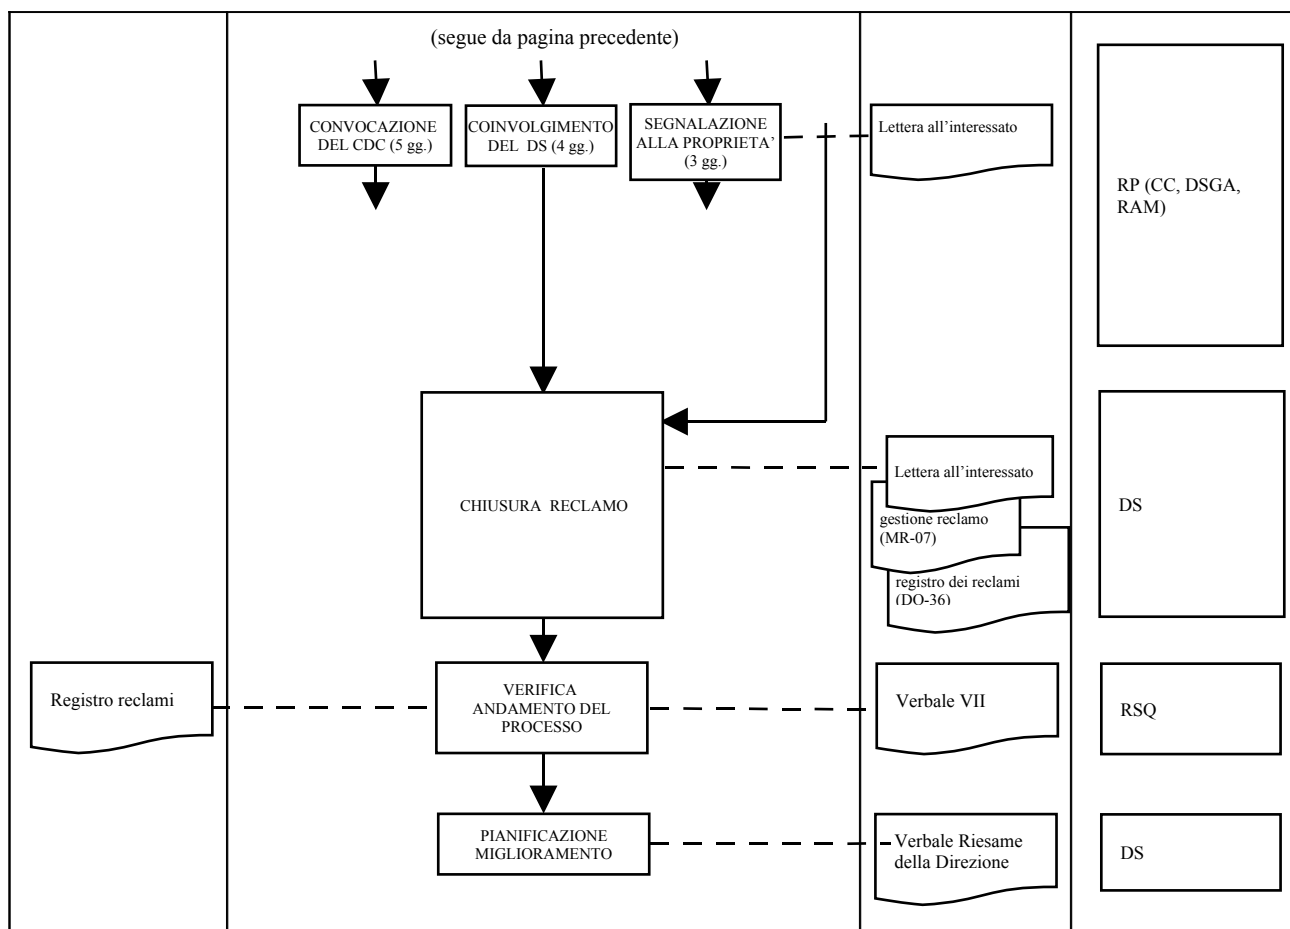 (segue da pagina precedente)
CONVOCAZIONE
DEL CDC (5 gg.)
COINVOLGIMENTO
DEL DS (4 gg.)
SEGNALAZIONE
ALLA PROPRIETA’
(3 gg.)
Lettera all’interessato
RP (CC, DSGA,
RAM)
CHIUSURA RECLAMO
Lettera all’interessato
gestione reclamo
(MR-07)
registro dei reclami
(DO-36)
DS
Registro reclami
VERIFICA
ANDAMENTO DEL
PROCESSO
Verbale VII
RSQ
PIANIFICAZIONE
MIGLIORAMENTO
Verbale Riesame
della Direzione
DS